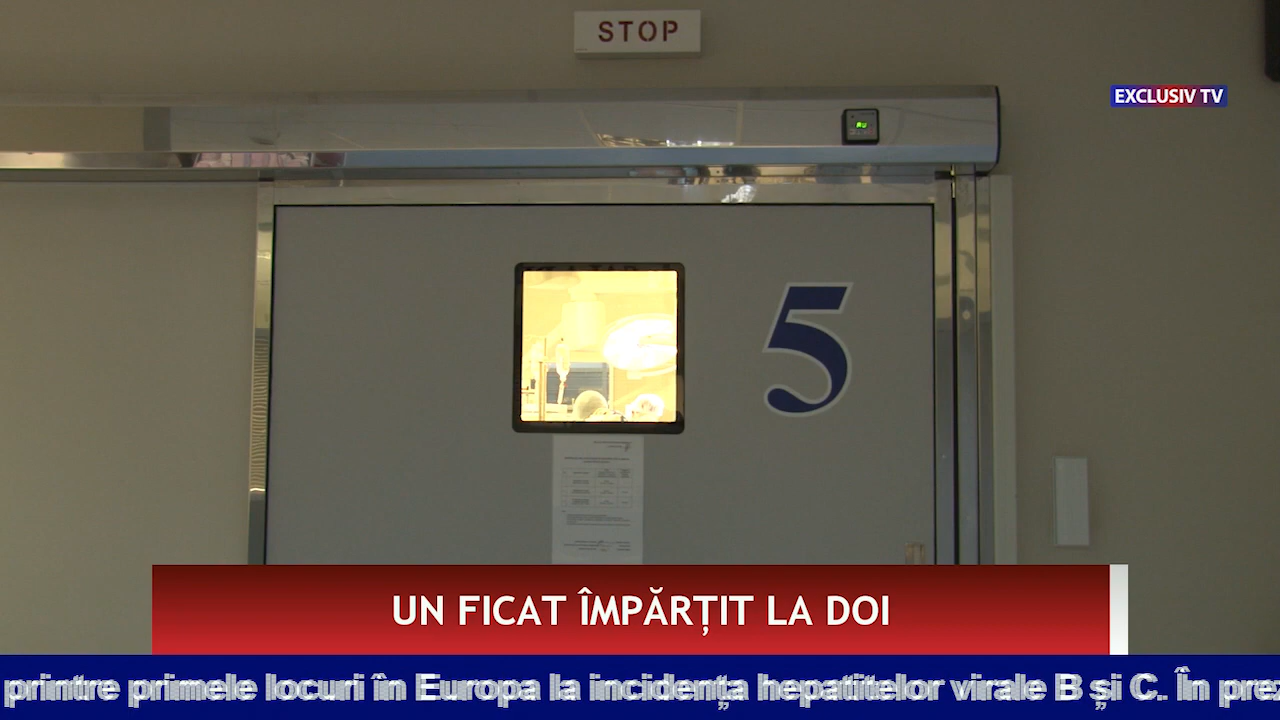 STOP
EXCLUSIV TV
5
UN FICAT ÎMPĂRȚIT LA DOI
printre primele locuri în Europa la incidența hepatitelor virale B și C. În prez